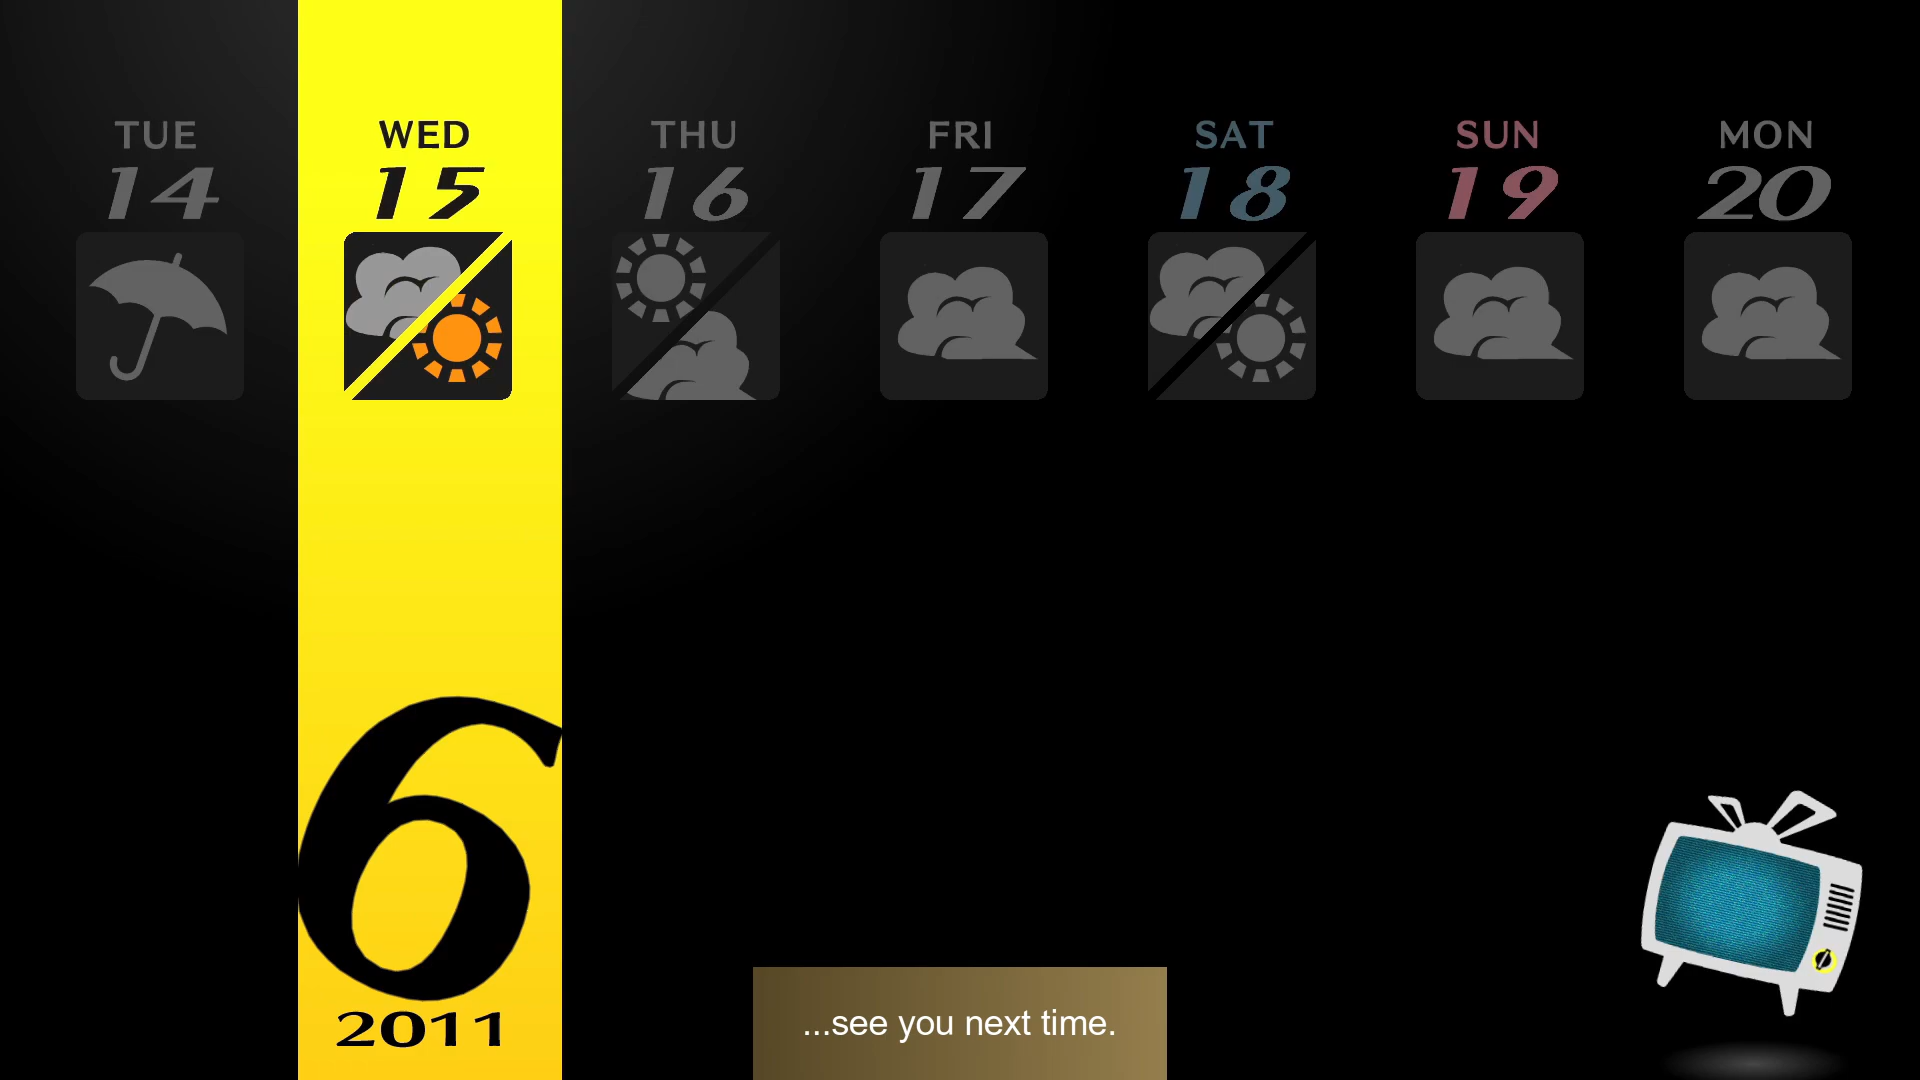 TUE WED THU FRI SAT SUN MON
14 15 16 17 18 19 20
6
2011
...see you next time.